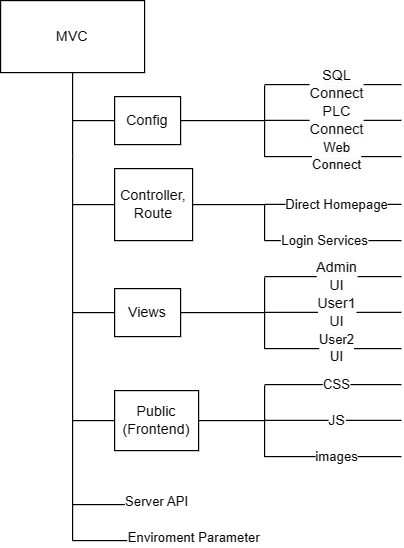 MVC
Config
SQL
Connect
PLC
Connect
Web
Connect
Controller,
Route
Direct Homepage
Login Services
Views
Admin
UI
User1
UI
User2
UI
Public
(Frontend)
CSS
JS
images
Server API
Enviroment Parameter